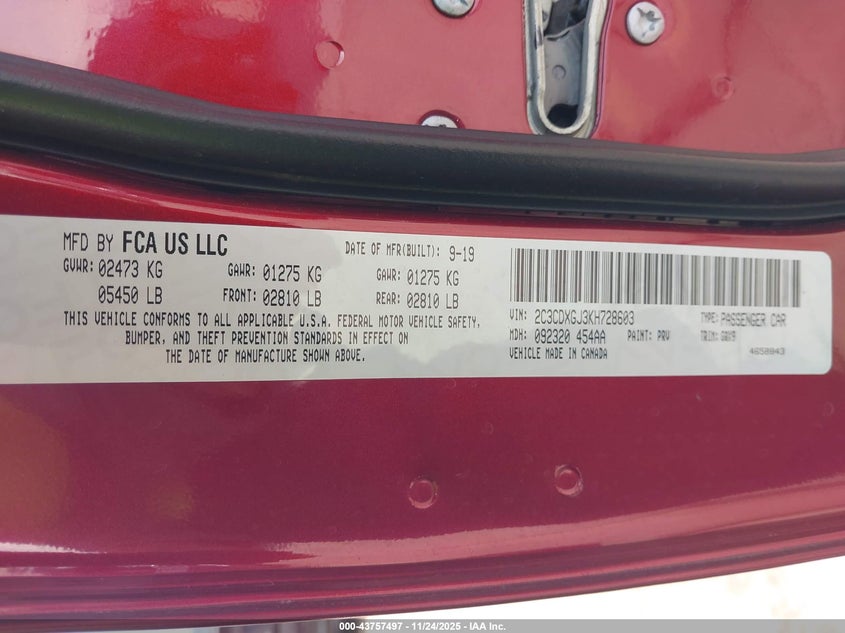 MFD BY FCA US LLC DATE OF MFR(BUILT): 9-19
GVWR: 02473 KG GAWR: 01275 KG GAWR: 01275 KG
05450 LB FRONT: 02810 LB REAR: 02810 LB
THIS VEHICLE CONFORMS TO ALL APPLICABLE U.S.A. FEDERAL MOTOR VEHICLE SAFETY,
BUMPER, AND THEFT PREVENTION STANDARDS IN EFFECT ON
THE DATE OF MANUFACTURE SHOWN ABOVE.
VIN: 2C3CDXGJ3KH728603 TYPE: PASSENGER CAR
MDH: 092320 454AA PAINT: PRV TRIM:
VEHICLE MADE IN CANADA 4658843
000-43757497 - 11/24/2025 - IAA Inc.